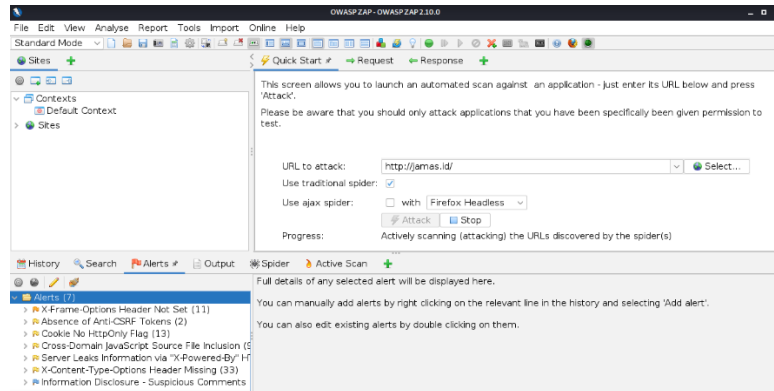 OWASP ZAP - OWASP ZAP 2.10.0
File Edit View Analyse Report Tools Import Online Help
Standard Mode
Sites
Quick Start
Request
Response
This screen allows you to launch an automated scan against an application - just enter its URL below and press
'Attack'.
Please be aware that you should only attack applications that you have been specifically been given permission to
test.
Contexts
Default Context
Sites
URL to attack: http://jamas.id/ Select...
Use traditional spider:
Use ajax spider: with Firefox Headless
Attack Stop
Progress: Actively scanning (attacking) the URLs discovered by the spider(s)
History Search Alerts Output Spider Active Scan
Alerts (7)
X-Frame-Options Header Not Set (11)
Absence of Anti-CSRF Tokens (2)
Cookie No HttpOnly Flag (13)
Cross-Domain JavaScript Source File Inclusion (9
Server Leaks Information via "X-Powered-By" HT
X-Content-Type-Options Header Missing (33)
Information Disclosure - Suspicious Comments
Full details of any selected alert will be displayed here.
You can manually add alerts by right clicking on the relevant line in the history and selecting 'Add alert'.
You can also edit existing alerts by double clicking on them.